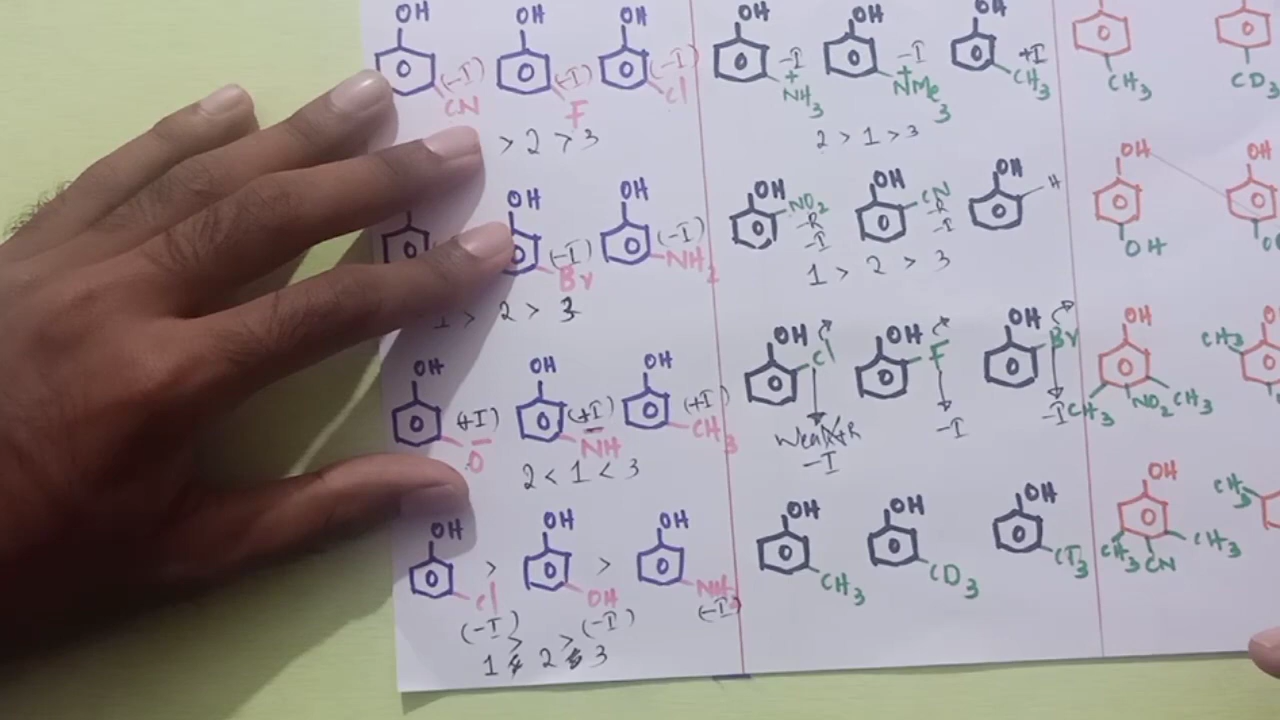 OH OH OH
(-I) (-I) (-I)
CN F Cl
> 2 > 3
OH OH
(-I) (-I)
Br NH2
1 > 2 > 3
OH OH OH
(+I) (+I) (+I)
O NH CH3
2 < 1 < 3
OH OH OH
> >
Cl OH NH2
(-I) (-I) (-I)
> >
1 2 3
OH OH OH
-I -I +I
+ + CH3
NH3 NMe3
2 > 1 > 3
OH OH OH
NO2 CN H
-R -R
-I -I
1 > 2 > 3
OH OH OH
Cl F Br
Weak +R -I -I
-I
OH OH OH
CH3 CD3 CT3
CH3 CD3
OH OH
OH
OH
CH3
CH3 NO2 CH3
OH
CH3
CH3 CN CH3